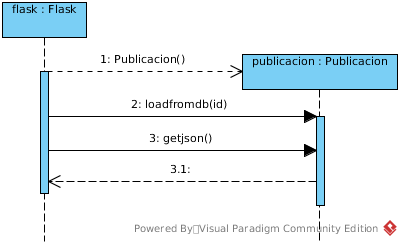 flask : Flask
1: Publicacion()
publicacion : Publicacion
2: loadfromdb(id)
3: getjson()
3.1:
Powered By Visual Paradigm Community Edition